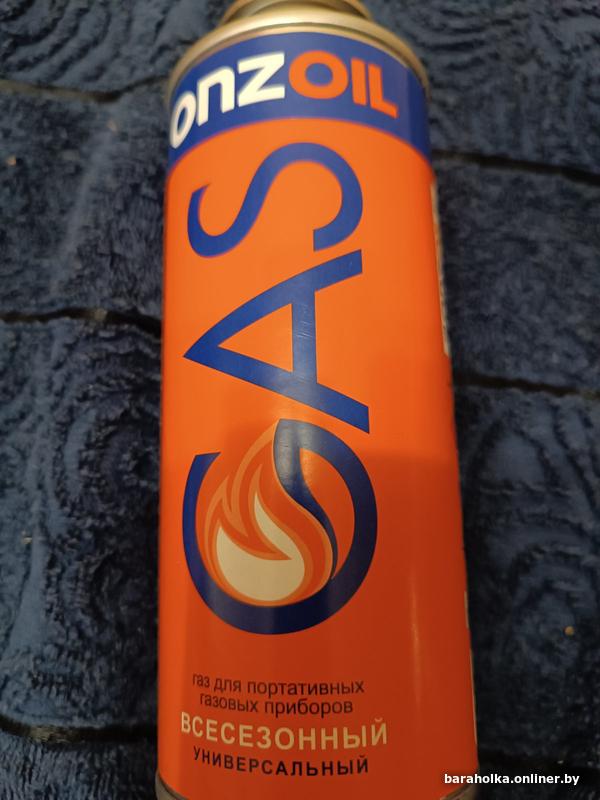 onzOIL
GAS
газ для портативных
газовых приборов
ВСЕСЕЗОННЫЙ
УНИВЕРСАЛЬНЫЙ
baraholka.onliner.by